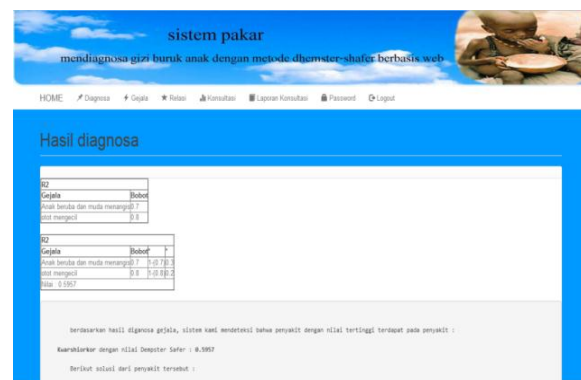 sistem pakar
mendiagnosa gizi buruk anak dengan metode dhemster-shafer berbasis web
HOME Diagnosa Gejala Relasi Konsultasi Laporan Konsultasi Password Logout
Hasil diagnosa
R2
Gejala Bobot
Anak beruba dan muda menangis 0.7
otot mengecil 0.8
R2
Gejala Bobot * *
Anak beruba dan muda menangis 0.7 1-(0.7) 0.3
otot mengecil 0.8 1-(0.8) 0.2
Nilai 0.5957
berdasarkan hasil diganosa gejala, sistem kami mendeteksi bahwa penyakit dengan nilai tertinggi terdapat pada penyakit :
Kwarshiorkor dengan nilai Dempster Safer : 0.5957
Berikut solusi dari penyakit tersebut :